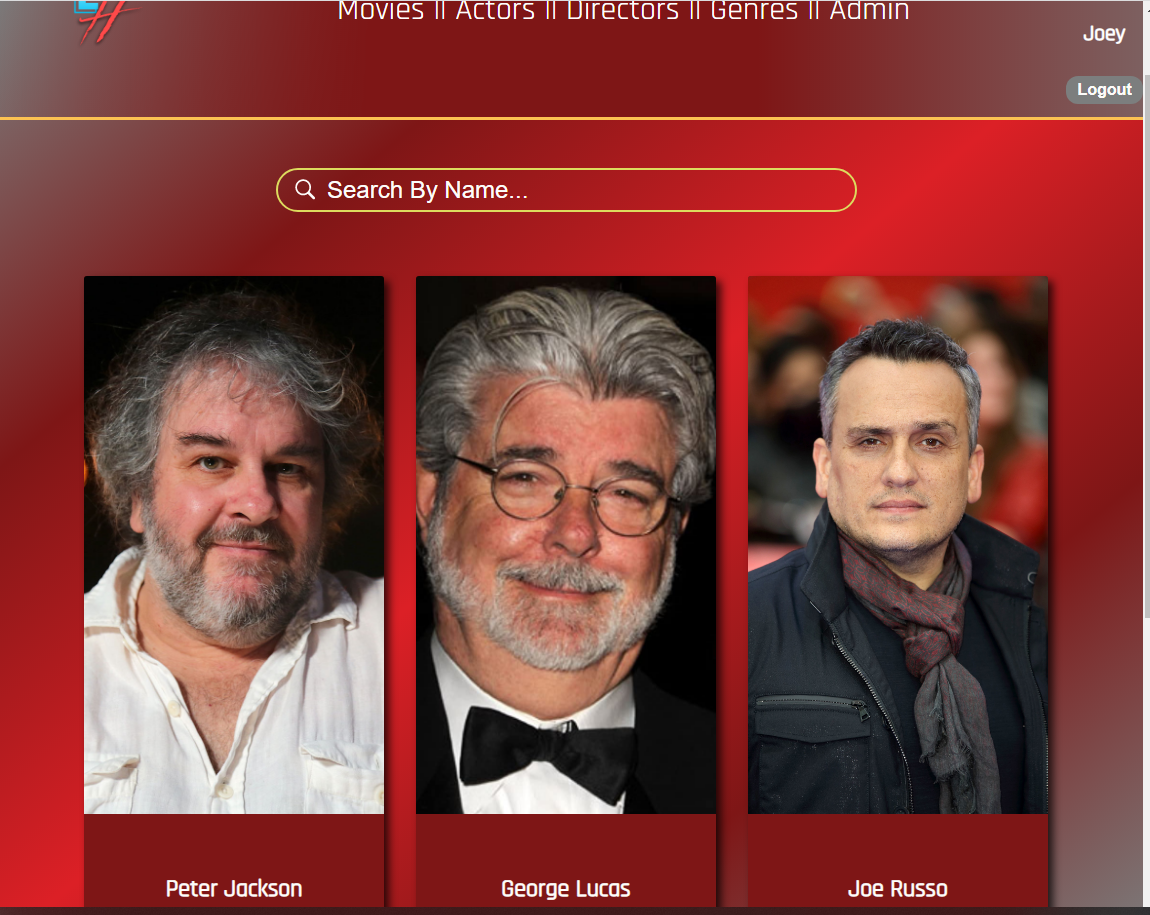 Movies || Actors || Directors || Genres || Admin
Joey
Logout
Search By Name...
Peter Jackson
George Lucas
Joe Russo